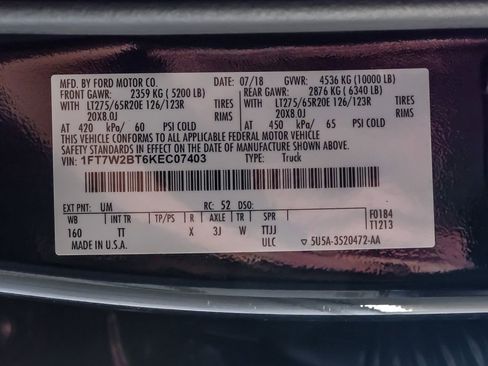 MFD. BY FORD MOTOR CO. 07/18 GVWR: 4536 KG (10000 LB)
FRONT GAWR: 2359 KG ( 5200 LB) REAR GAWR: 2876 KG ( 6340 LB)
WITH LT275/65R20E 126/123R TIRES WITH LT275/65R20E 126/123R TIRES
20X8.0J RIMS 20X8.0J RIMS
AT 420 kPa/ 60 PSI COLD AT 450 kPa/ 65 PSI COLD
THIS VEHICLE CONFORMS TO ALL APPLICABLE FEDERAL MOTOR VEHICLE
SAFETY STANDARDS IN EFFECT ON THE DATE OF MANUFACTURE SHOWN ABOVE.
VIN: 1FT7W2BT6KEC07403 Type: Truck
EXT PNT: UM RC: 52 DSO:
WB INT TR TP/PS R AXLE TR SPR F0184
160 TT X 3J W TTJJ T1213
MADE IN U.S.A. ULC ▽ 5U5A-3520472-AA